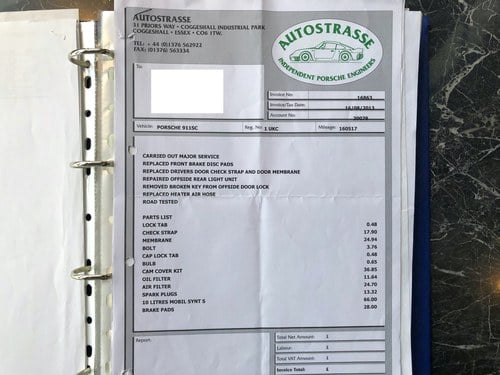 AUTOSTRASSE
31 PRIORS WAY • COGGESHALL INDUSTRIAL PARK
COGGESHALL • ESSEX • CO6 1TW.
TEL: + 44 (0)1376 562922
FAX: (01376) 563334
AUTOSTRASSE
INDEPENDENT PORSCHE ENGINEERS
To:
Invoice No: 16863
Invoice/Tax Date: 16/08/2013
Account No:
Vehicle: PORSCHE 911SC Reg. No: 1 UKC Mileage: 160517
CARRIED OUT MAJOR SERVICE
REPLACED FRONT BRAKE DISC PADS
REPLACED DRIVERS DOOR CHECK STRAP AND DOOR MEMBRANE
REPAIRED OFFSIDE REAR LIGHT UNIT
REMOVED BROKEN KEY FROM OFFSIDE DOOR LOCK
REPLACED HEATER AIR HOSE
ROAD TESTED
PARTS LIST
LOCK TAB 0.48
CHECK STRAP 17.90
MEMBRANE 24.94
BOLT 3.76
CAP LOCK TAB 0.48
BULB 0.65
CAM COVER KIT 36.85
OIL FILTER 11.64
AIR FILTER 24.70
SPARK PLUGS 13.32
10 LITRES MOBIL SYNT S 66.00
BRAKE PADS 28.00
Report:
Total Net Amount: £
Labour: £
Total VAT Amount: £
Invoice Total: £